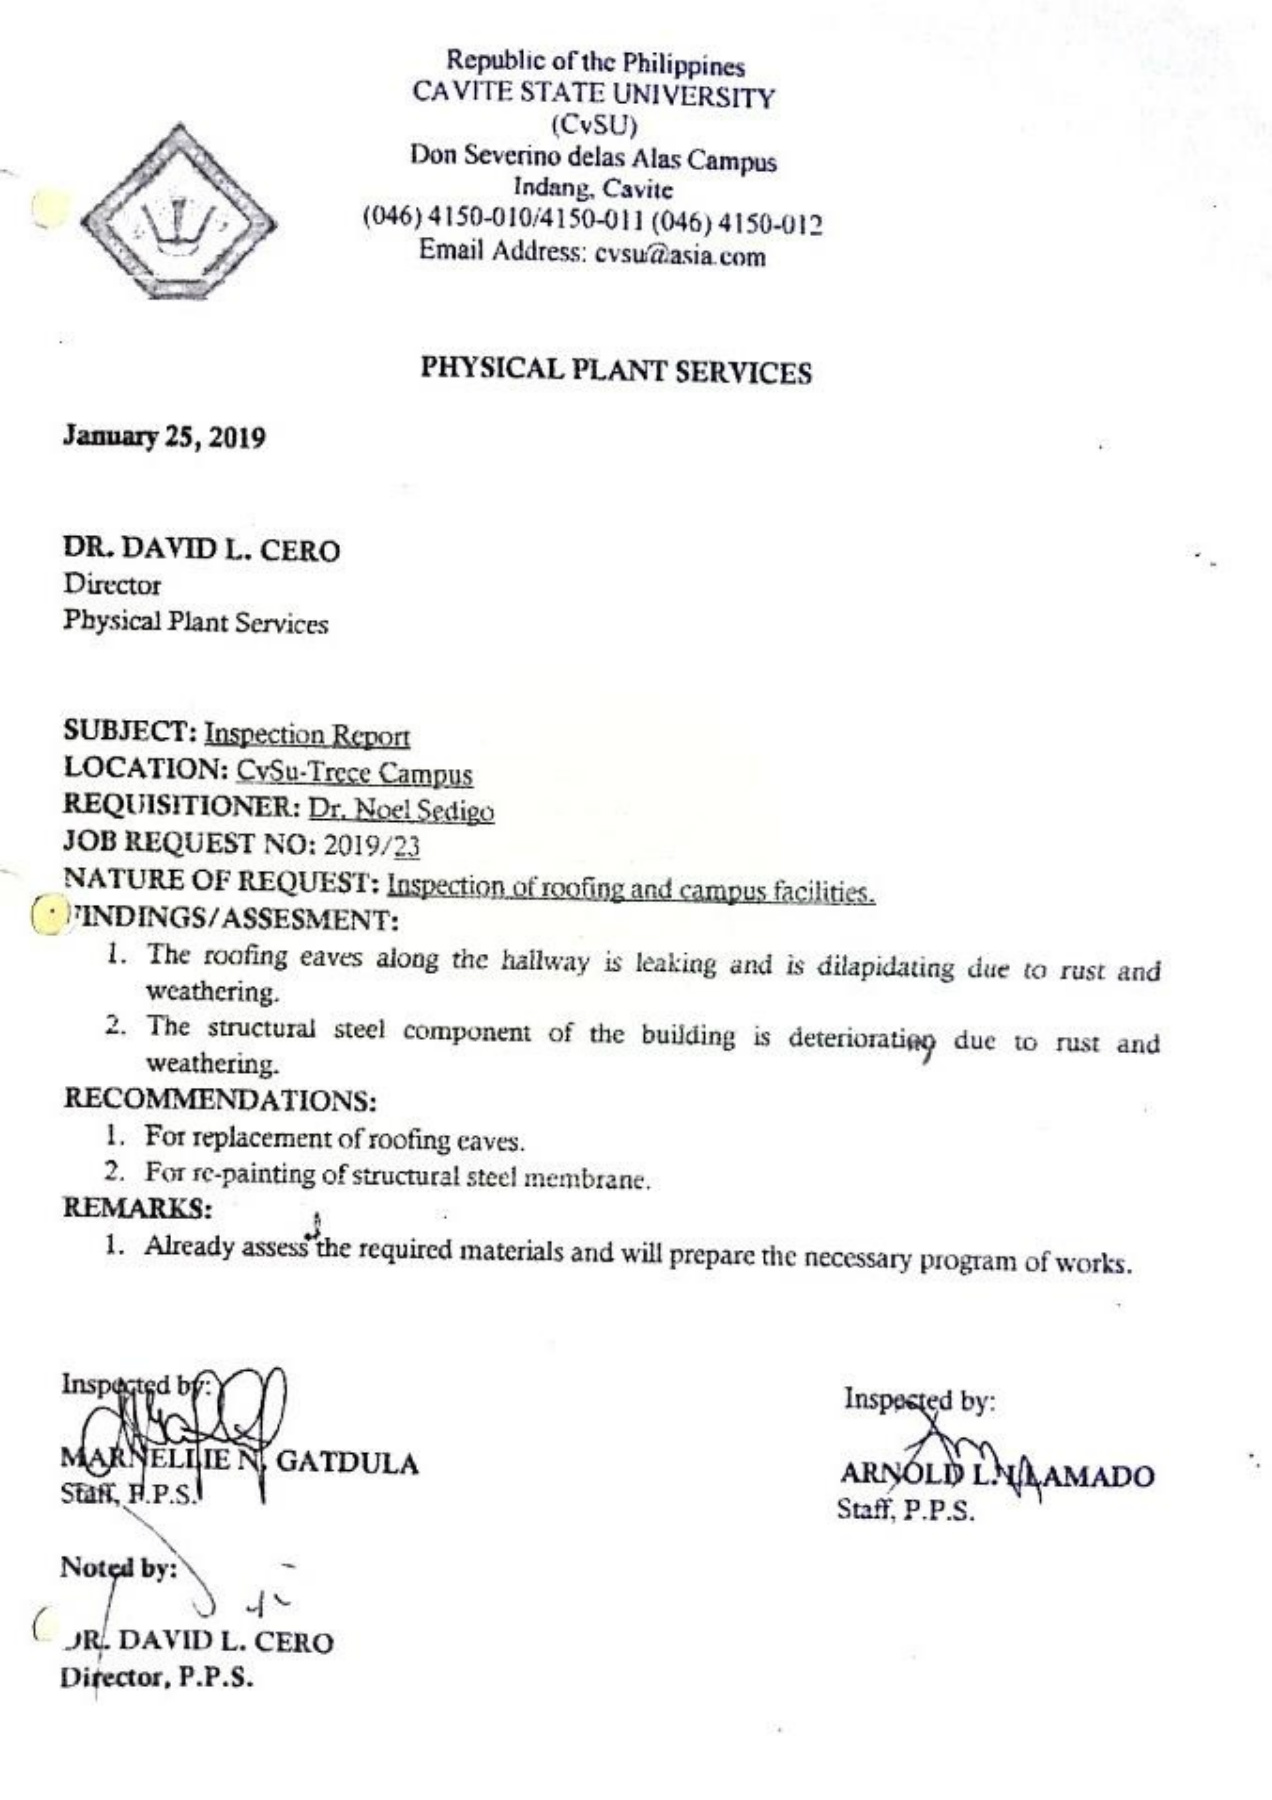 Republic of the Philippines
CAVITE STATE UNIVERSITY
(CvSU)
Don Severino delas Alas Campus
Indang, Cavite
(046) 4150-010/4150-011 (046) 4150-012
Email Address: cvsu@asia.com
PHYSICAL PLANT SERVICES
January 25, 2019
DR. DAVID L. CERO
Director
Physical Plant Services
SUBJECT: Inspection Report
LOCATION: CvSu-Trece Campus
REQUISITIONER: Dr. Noel Sedigo
JOB REQUEST NO: 2019/23
NATURE OF REQUEST: Inspection of roofing and campus facilities.
FINDINGS/ASSESMENT:
1. The roofing eaves along the hallway is leaking and is dilapidating due to rust and
weathering.
2. The structural steel component of the building is deteriorating due to rust and
weathering.
RECOMMENDATIONS:
1. For replacement of roofing eaves.
2. For re-painting of structural steel membrane.
REMARKS:
1. Already assess the required materials and will prepare the necessary program of works.
Inspected by:
MARNELLIE N. GATDULA
Staff, P.P.S.
Inspected by:
ARNOLD L. AMADO
Staff, P.P.S.
Noted by:
DR. DAVID L. CERO
Director, P.P.S.